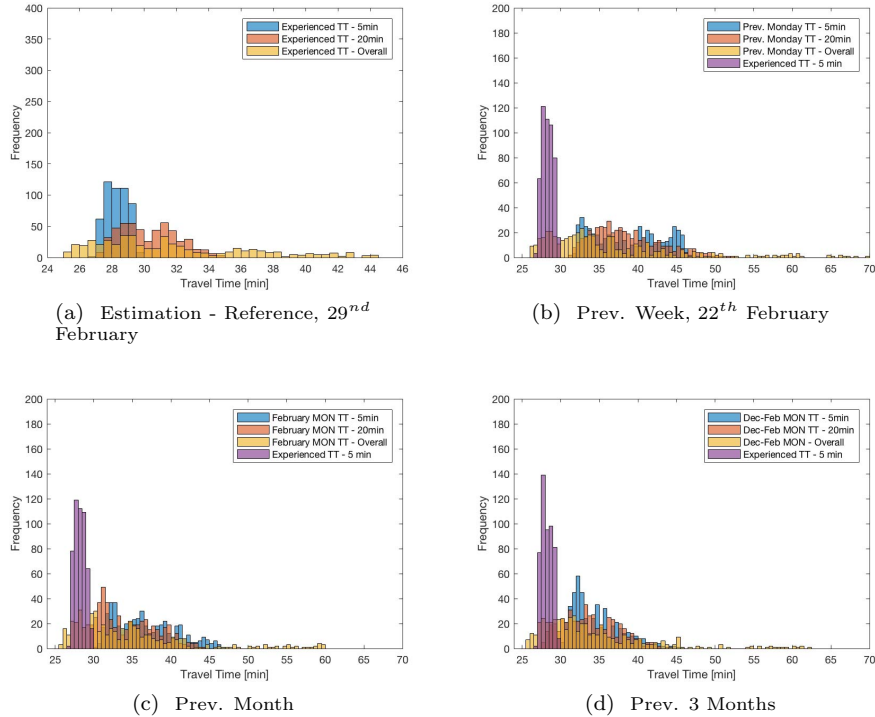 400
350
300
250
200
150
100
50
0
Frequency
24 26 28 30 32 34 36 38 40 42 44 46
Travel Time [min]
Experienced TT - 5min
Experienced TT - 20min
Experienced TT - Overall
(a) Estimation - Reference, 29nd
February
200
180
160
140
120
100
80
60
40
20
0
Frequency
25 30 35 40 45 50 55 60 65 70
Travel Time [min]
Prev. Monday TT - 5min
Prev. Monday TT - 20min
Prev. Monday TT - Overall
Experienced TT - 5 min
(b) Prev. Week, 22th February
200
180
160
140
120
100
80
60
40
20
0
Frequency
25 30 35 40 45 50 55 60 65 70
Travel Time [min]
February MON TT - 5min
February MON TT - 20min
February MON TT - Overall
Experienced TT - 5 min
(c) Prev. Month
200
180
160
140
120
100
80
60
40
20
0
Frequency
25 30 35 40 45 50 55 60 65 70
Travel Time [min]
Dec-Feb MON TT - 5min
Dec-Feb MON TT - 20min
Dec-Feb MON - Overall
Experienced TT - 5 min
(d) Prev. 3 Months